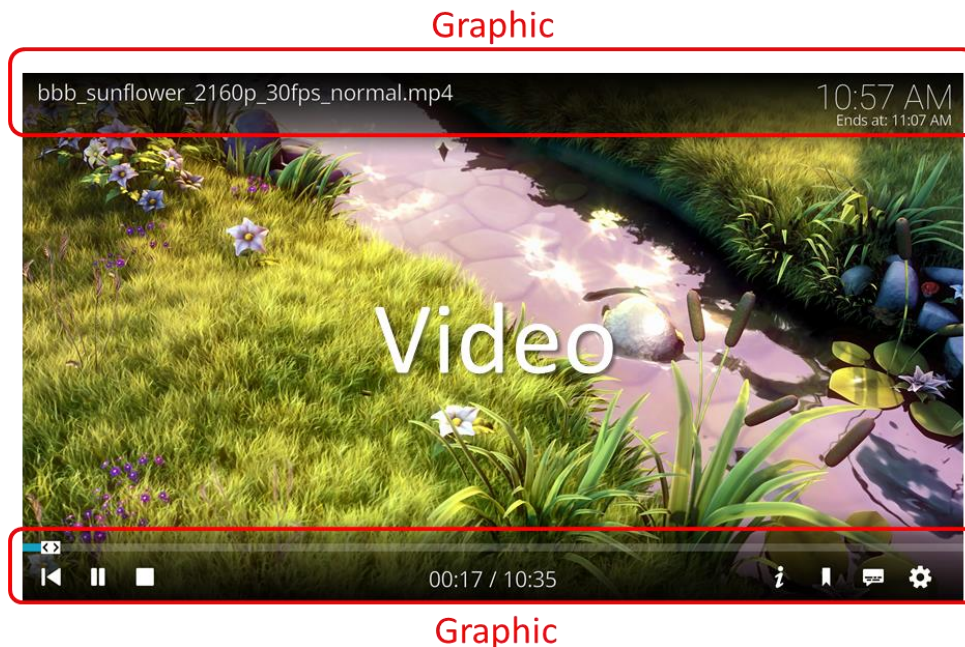 Graphic
bbb_sunflower_2160p_30fps_normal.mp4
10:57 AM
Ends at: 11:07 AM
Video
00:17 / 10:35
Graphic